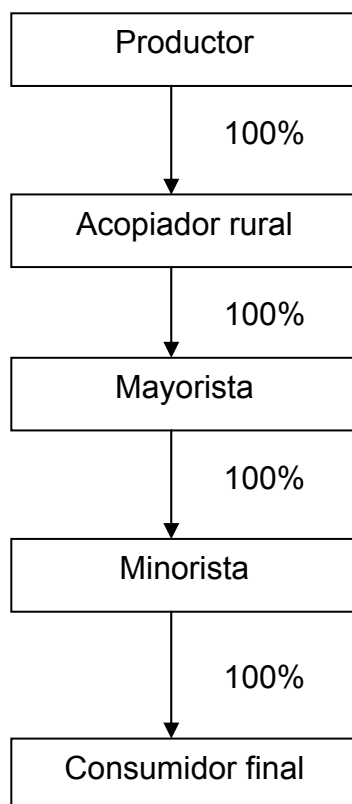 Productor
100%
Acopiador rural
100%
Mayorista
100%
Minorista
100%
Consumidor final